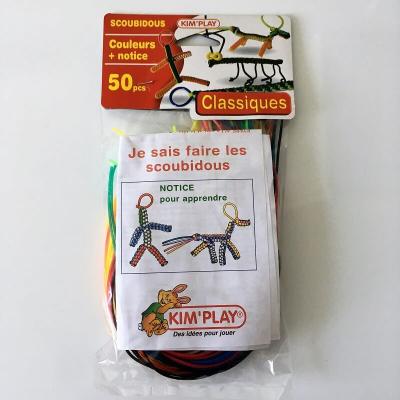 SCOUBIDOUS
KIM'PLAY
Couleurs
+ notice
50 pcs
Classiques
Je sais faire les
scoubidous
NOTICE
pour apprendre
KIM'PLAY®
Des idées pour jouer